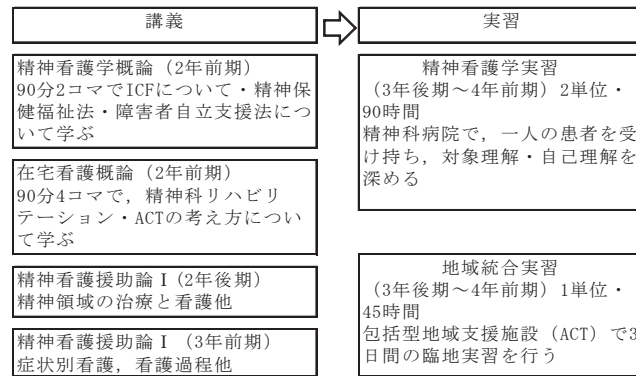 講義
精神看護学概論(2年前期)
90分2コマでICFについて・精神保
健福祉法・障害者自立支援法につ
いて学ぶ
在宅看護概論(2年前期)
90分4コマで,精神科リハビリ
テーション・ACTの考え方につい
て学ぶ
精神看護援助論Ⅰ(2年後期)
精神領域の治療と看護他
精神看護援助論Ⅰ (3年前期)
症状別看護,看護過程他
実習
精神看護学実習
(3年後期~4年前期)2単位・
90時間
精神科病院で,一人の患者を受
け持ち,対象理解・自己理解を
深める
地域統合実習
(3年後期~4年前期)1単位・
45時間
包括型地域支援施設(ACT)で3
日間の臨地実習を行う